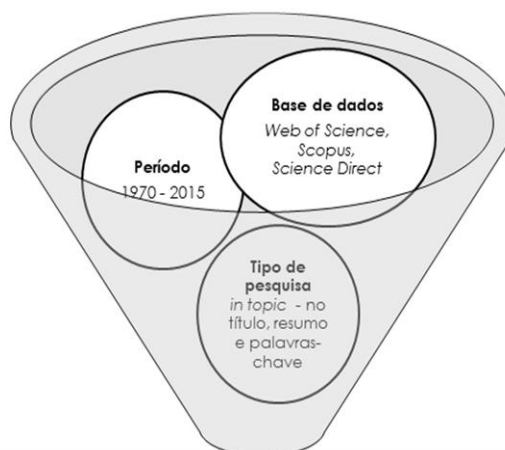 Base de dados
Web of Science,
Scopus,
Science Direct
Período
1970 - 2015
Tipo de
pesquisa
in topic - no
título, resumo
e palavras-
chave